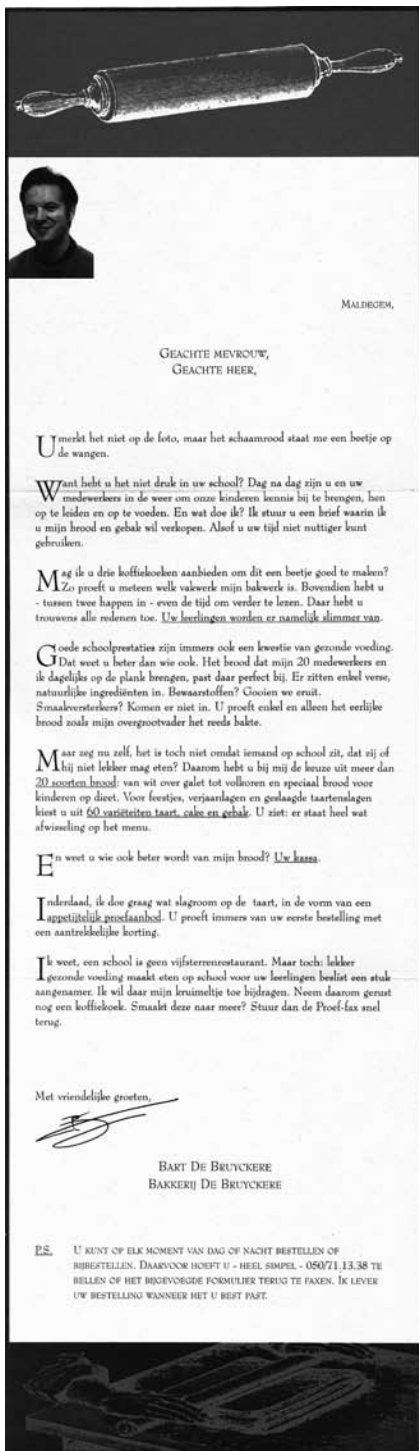 MALDEGEM,
GEACHTE MEVROUW,
GEACHTE HEER,
U merkt het niet op de foto, maar het schaamrood staat me een beetje op
de wangen.
Want hebt u het niet druk in uw school? Dag na dag zijn u en uw
medewerkers in de weer om onze kinderen kennis bij te brengen, hen
op te leiden en op te voeden. En wat doe ik? Ik stuur u een brief waarin ik
u mijn brood en gebak wil verkopen. Alsof u uw tijd niet nuttiger kunt
gebruiken.
Mag ik u drie koffiekoeken aanbieden om dit een beetje goed te maken?
Zo proeft u meteen welk vakwerk mijn bakwerk is. Bovendien hebt u
- tussen twee happen in - even de tijd om verder te lezen. Daar hebt u
trouwens alle redenen toe. Uw leerlingen worden er namelijk slimmer van.
Goede schoolprestaties zijn immers ook een kwestie van gezonde voeding.
Dat weet u beter dan wie ook. Het brood dat mijn 20 medewerkers en
ik dagelijks op de plank brengen, past daar perfect bij. Er zitten enkel verse,
natuurlijke ingrediënten in. Bewaarstoffen? Gooien we eruit.
Smaakversterkers? Komen er niet in. U proeft enkel en alleen het eerlijke
brood zoals mijn overgrootvader het reeds bakte.
Maar zeg nu zelf, het is toch niet omdat iemand op school zit, dat zij of
hij niet lekker mag eten? Daarom hebt u bij mij de keuze uit meer dan
20 soorten brood: van wit over galet tot volkoren en speciaal brood voor
kinderen op dieet. Voor feestjes, verjaardagen en geslaagde taartenslagen
kiest u uit 60 variëteiten taart, cake en gebak. U ziet: er staat heel wat
afwisseling op het menu.
En weet u wie ook beter wordt van mijn brood? Uw kassa.
Inderdaad, ik doe graag wat slagroom op de taart, in de vorm van een
appetijtelijk proefaanbod. U proeft immers van uw eerste bestelling met
een aantrekkelijke korting.
Ik weet, een school is geen vijfsterrenrestaurant. Maar toch: lekker
gezonde voeding maakt eten op school voor uw leerlingen beslist een stuk
aangenamer. Ik wil daar mijn kruimeltje toe bijdragen. Neem daarom gerust
nog een koffiekoek. Smaakt deze naar meer? Stuur dan de Proef-fax snel
terug.
Met vriendelijke groeten,
BART DE BRUYCKERE
BAKKERIJ DE BRUYCKERE
P.S. U KUNT OP ELK MOMENT VAN DAG OF NACHT BESTELLEN OF
BIJBESTELLEN. DAARVOOR HOEFT U - HEEL SIMPEL - 050/71.13.38 TE
BELLEN OF HET BIJGEVOEGDE FORMULIER TERUG TE FAXEN. IK LEVER
UW BESTELLING WANNEER HET U BEST PAST.